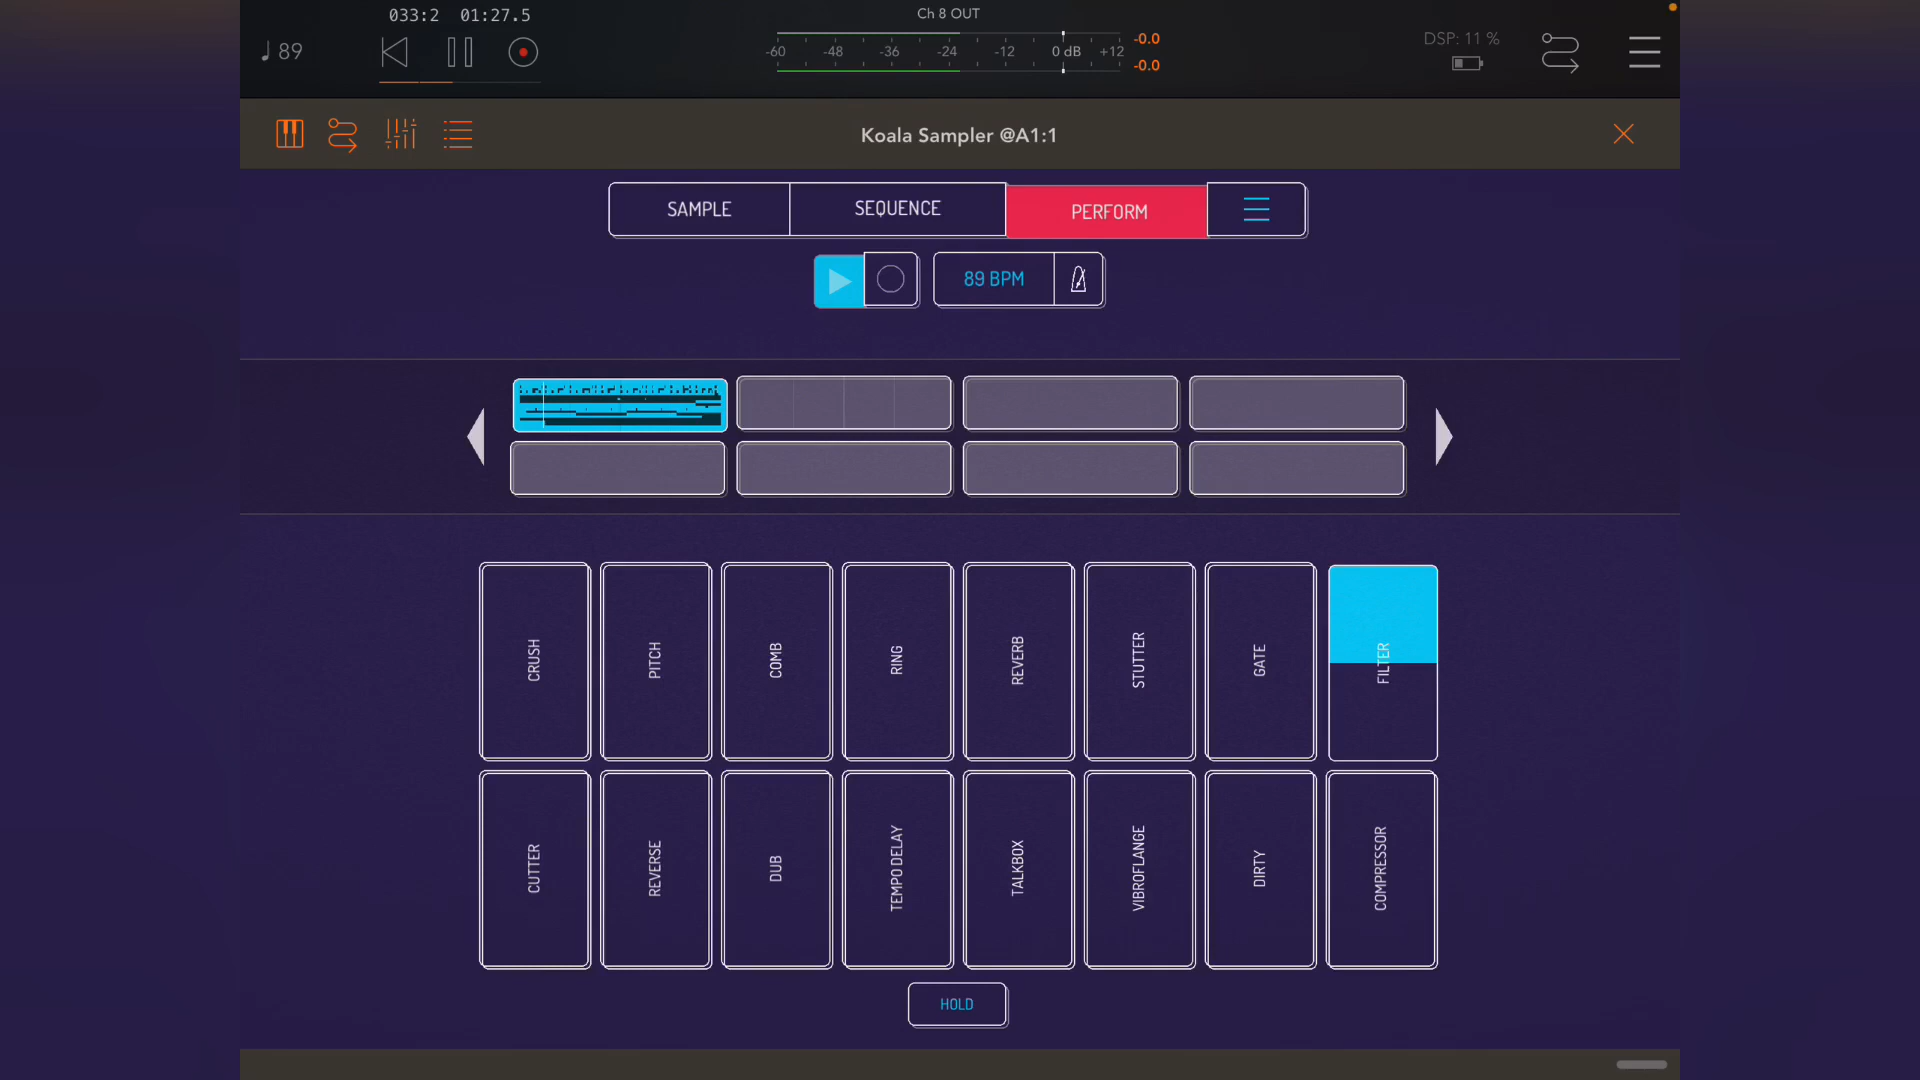 033:2 01:27.5
Ch 8 OUT
89
-60 -48 -36 -24 -12 0 dB +12
-0.0
-0.0
DSP: 11 %
Koala Sampler @A1:1
SAMPLE SEQUENCE PERFORM
89 BPM
CRUSH PITCH COMB RING REVERB STUTTER GATE FILTER
CUTTER REVERSE DUB TEMPO DELAY TALKBOX VIBROFLANGE DIRTY COMPRESSOR
HOLD